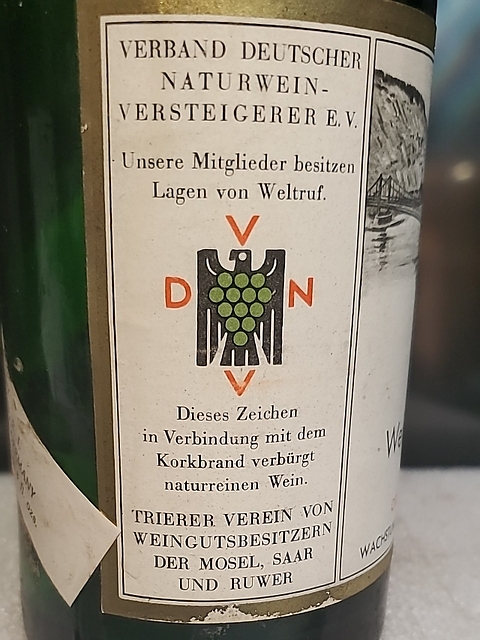 VERBAND DEUTSCHER
NATURWEIN-
VERSTEIGERER E.V.
Unsere Mitglieder besitzen
Lagen von Weltruf.
V
D N
V
Dieses Zeichen
in Verbindung mit dem
Korkbrand verbürgt
naturreinen Wein.
TRIERER VEREIN VON
WEINGUTSBESITZERN
DER MOSEL, SAAR
UND RUWER